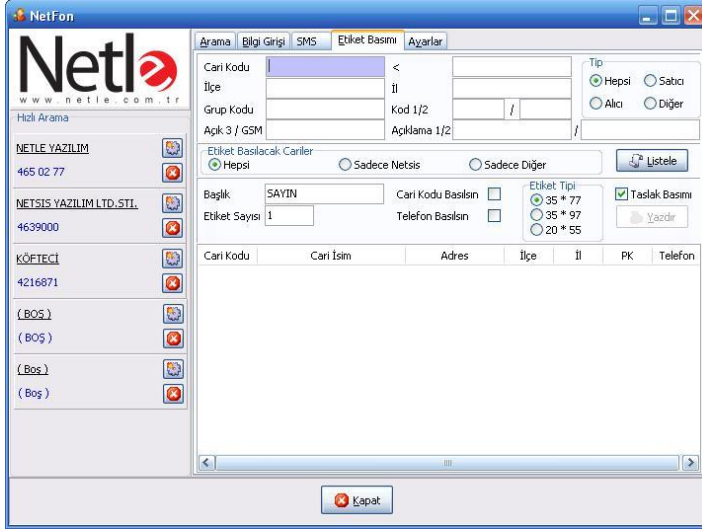 NetFon
Netle
www.netle.com.tr
Hızlı Arama
NETLE YAZILIM
465 02 77
NETSIS YAZILIM LTD.STI.
4639000
KÖFTECİ
4216871
( BOŞ )
( BOŞ )
( Boş )
( Boş )
Arama Bilgi Girişi SMS Etiket Basımı Ayarlar
Cari Kodu <
İlçe İl
Grup Kodu Kod 1/2 /
Açık 3 / GSM Açıklama 1/2 /
Tip
Hepsi Satıcı
Alıcı Diğer
Etiket Basılacak Cariler
Hepsi Sadece Netsis Sadece Diğer
Listele
Başlık SAYIN Cari Kodu Basılsın
Etiket Sayısı 1 Telefon Basılsın
Etiket Tipi
35 * 77
35 * 97
20 * 55
Taslak Basımı
Yazdır
Cari Kodu Cari İsim Adres İlçe İl PK Telefon
Kapat